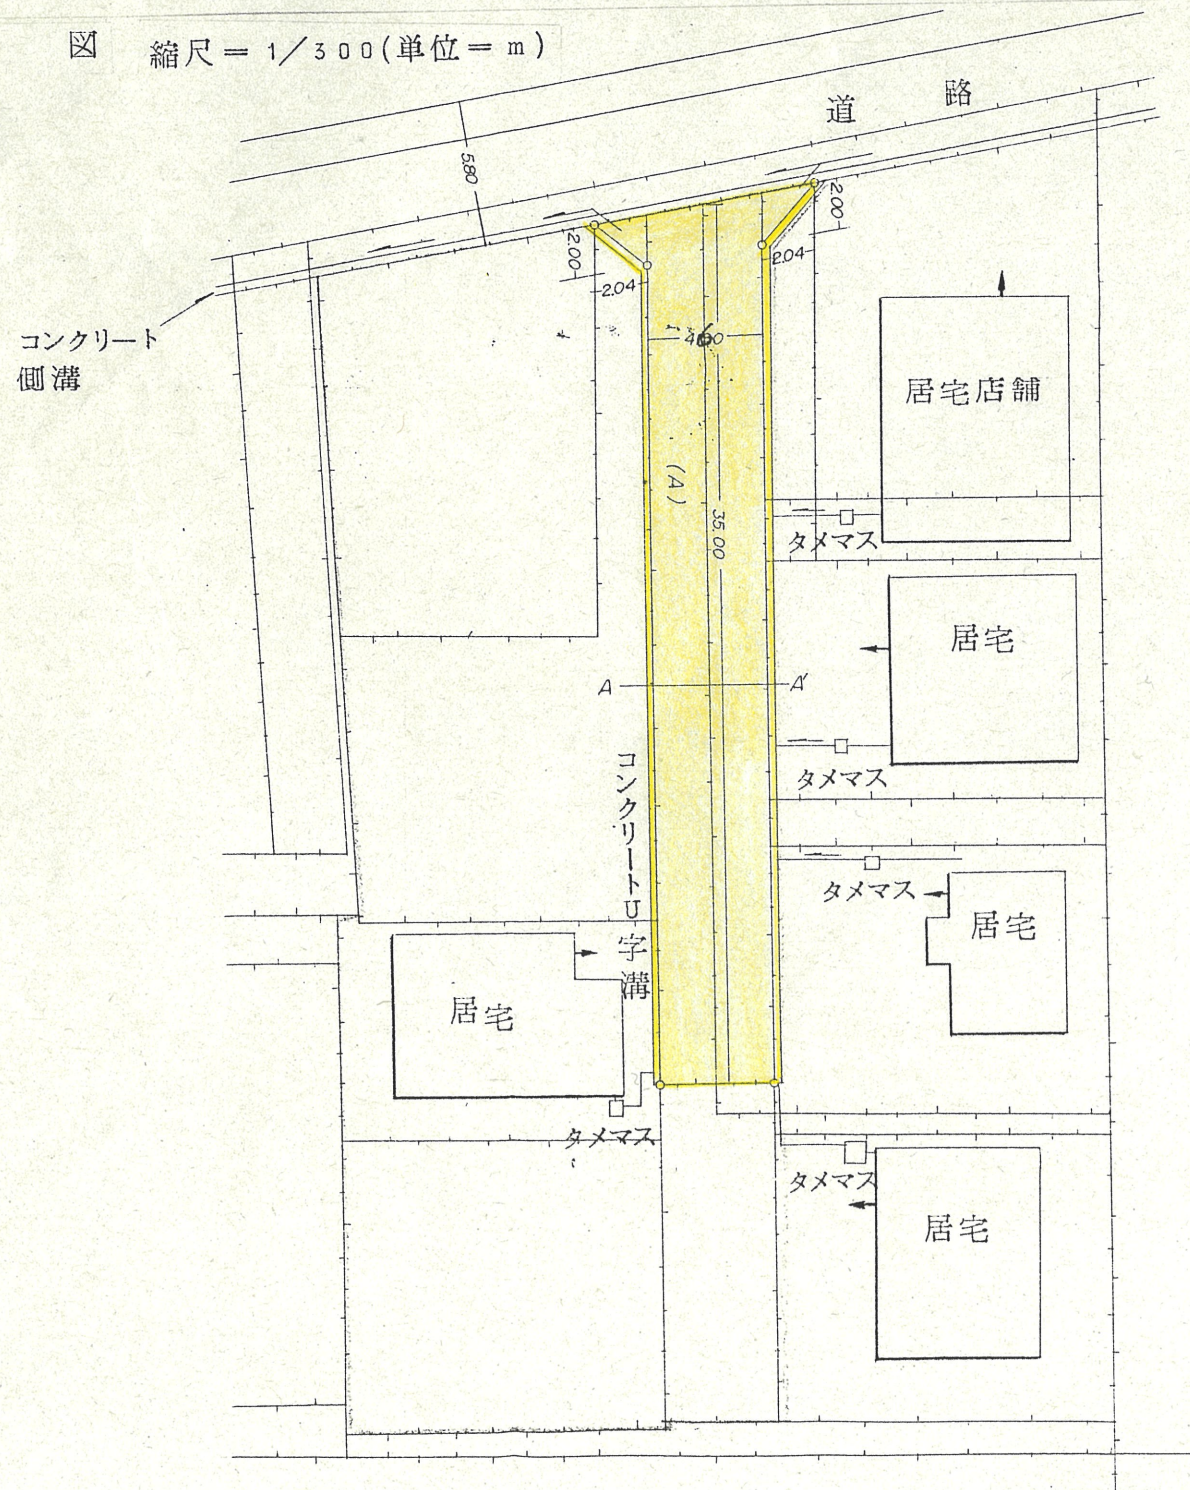 図 縮尺=1/300(単位=m)
道路
5.80
2.00
2.04
2.00
2.04
コンクリート
側溝
居宅店舗
(A)
35.00
タメマス
居宅
A
A'
タメマス
コンクリートU字溝
タメマス
居宅
居宅
タメマス
タメマス
居宅